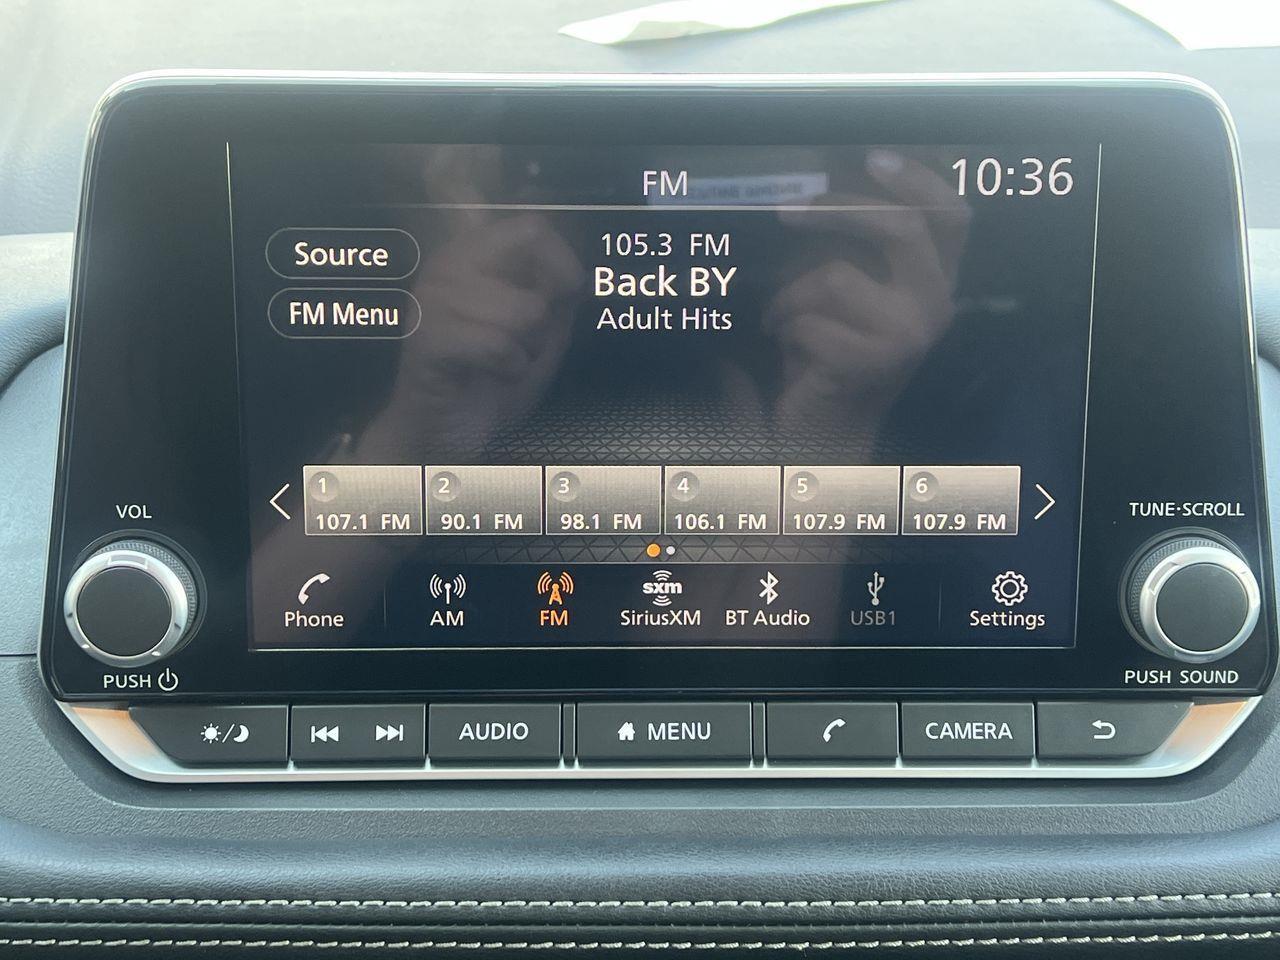 FM
10:36
Source
105.3 FM
Back BY
FM Menu
Adult Hits
1
2
3
4
5
6
107.1 FM
90.1 FM
98.1 FM
106.1 FM
107.9 FM
107.9 FM
VOL
TUNE·SCROLL
Phone
AM
FM
sxm
SiriusXM
BT Audio
USB1
Settings
PUSH
PUSH SOUND
AUDIO
MENU
CAMERA